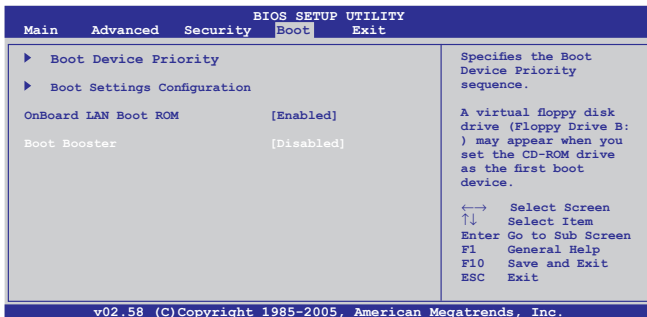 BIOS SETUP UTILITY
Main Advanced Security Boot Exit
Boot Device Priority
Boot Settings Configuration
OnBoard LAN Boot ROM [Enabled]
Boot Booster [Disabled]
Specifies the Boot
Device Priority
sequence.
A virtual floppy disk
drive (Floppy Drive B:
) may appear when you
set the CD-ROM drive
as the first boot
device.
←→ Select Screen
↑↓ Select Item
Enter Go to Sub Screen
F1 General Help
F10 Save and Exit
ESC Exit
v02.58 (C)Copyright 1985-2005, American Megatrends, Inc.